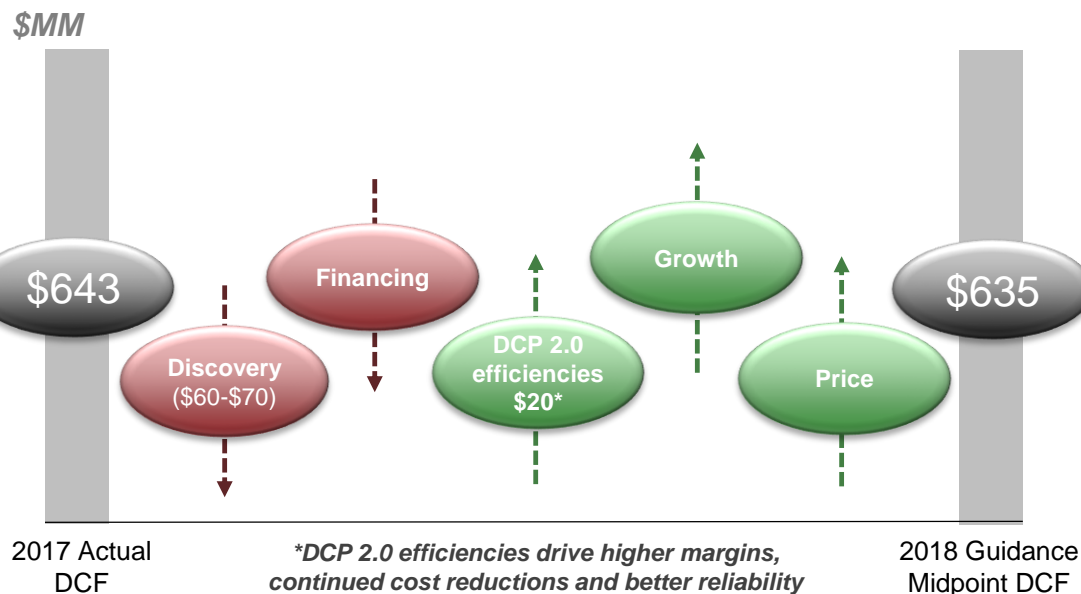 $MM
$643
Discovery
($60-$70)
Financing
DCP 2.0
efficiencies
$20*
Growth
Price
$635
2017 Actual
DCF
*DCP 2.0 efficiencies drive higher margins,
continued cost reductions and better reliability
2018 Guidance
Midpoint DCF